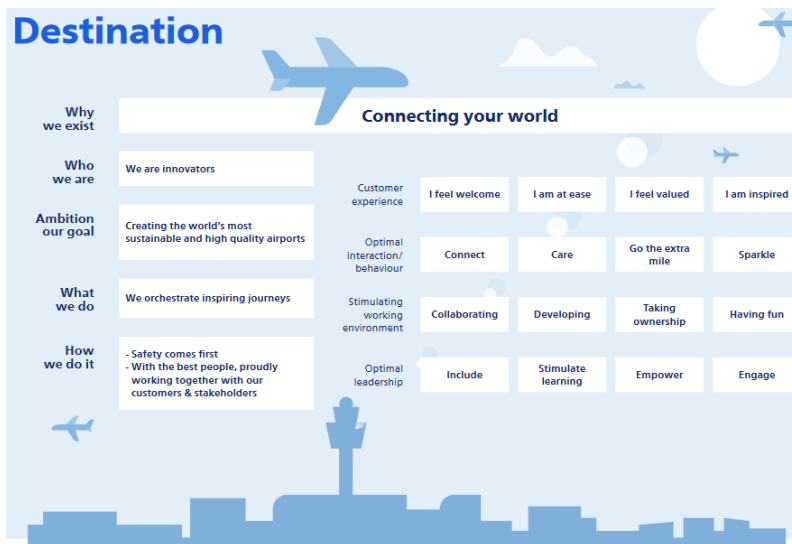 Destination
Why
we exist
Connecting your world
Who
we are
We are innovators
Ambition
our goal
Creating the world's most
sustainable and high quality airports
What
we do
We orchestrate inspiring journeys
How
we do it
- Safety comes first
- With the best people, proudly
working together with our
customers & stakeholders
Customer
experience
I feel welcome
I am at ease
I feel valued
I am inspired
Optimal
interaction/
behaviour
Connect
Care
Go the extra
mile
Sparkle
Stimulating
working
environment
Collaborating
Developing
Taking
ownership
Having fun
Optimal
leadership
Include
Stimulate
learning
Empower
Engage